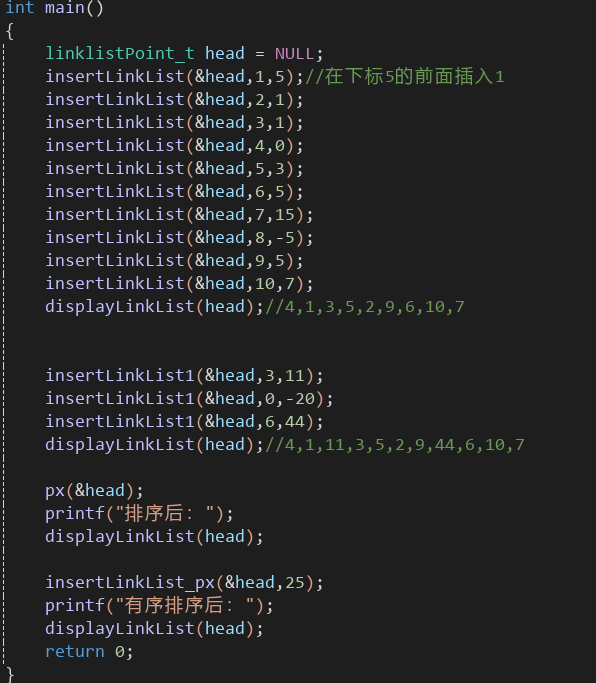 int main()
{
    linklistPoint_t head = NULL;
    insertLinkList(&head,1,5);//在下标5的前面插入1
    insertLinkList(&head,2,1);
    insertLinkList(&head,3,1);
    insertLinkList(&head,4,0);
    insertLinkList(&head,5,3);
    insertLinkList(&head,6,5);
    insertLinkList(&head,7,15);
    insertLinkList(&head,8,-5);
    insertLinkList(&head,9,5);
    insertLinkList(&head,10,7);
    displayLinkList(head);//4,1,3,5,2,9,6,10,7
    insertLinkList1(&head,3,11);
    insertLinkList1(&head,0,-20);
    insertLinkList1(&head,6,44);
    displayLinkList(head);//4,1,11,3,5,2,9,44,6,10,7
    px(&head);
    printf("排序后：");
    displayLinkList(head);
    insertLinkList_px(&head,25);
    printf("有序排序后：");
    displayLinkList(head);
    return 0;
}